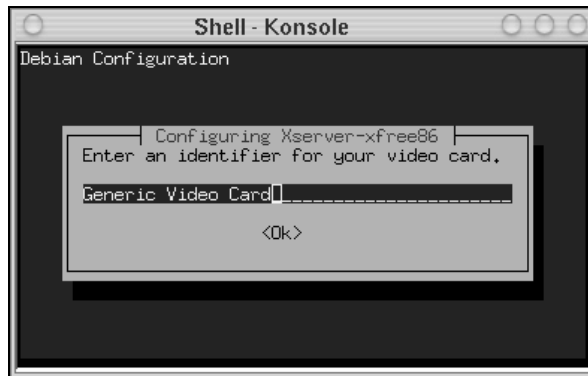 Shell - Konsole
Debian Configuration
Configuring Xserver-xfree86
Enter an identifier for your video card.
Generic Video Card
<Ok>